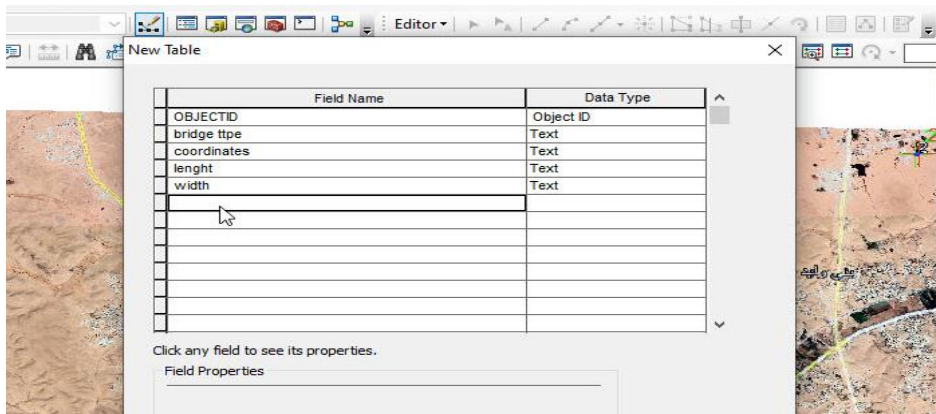 Editor
New Table
Field Name Data Type
OBJECTID Object ID
bridge ttpe Text
coordinates Text
lenght Text
width Text
Click any field to see its properties.
Field Properties